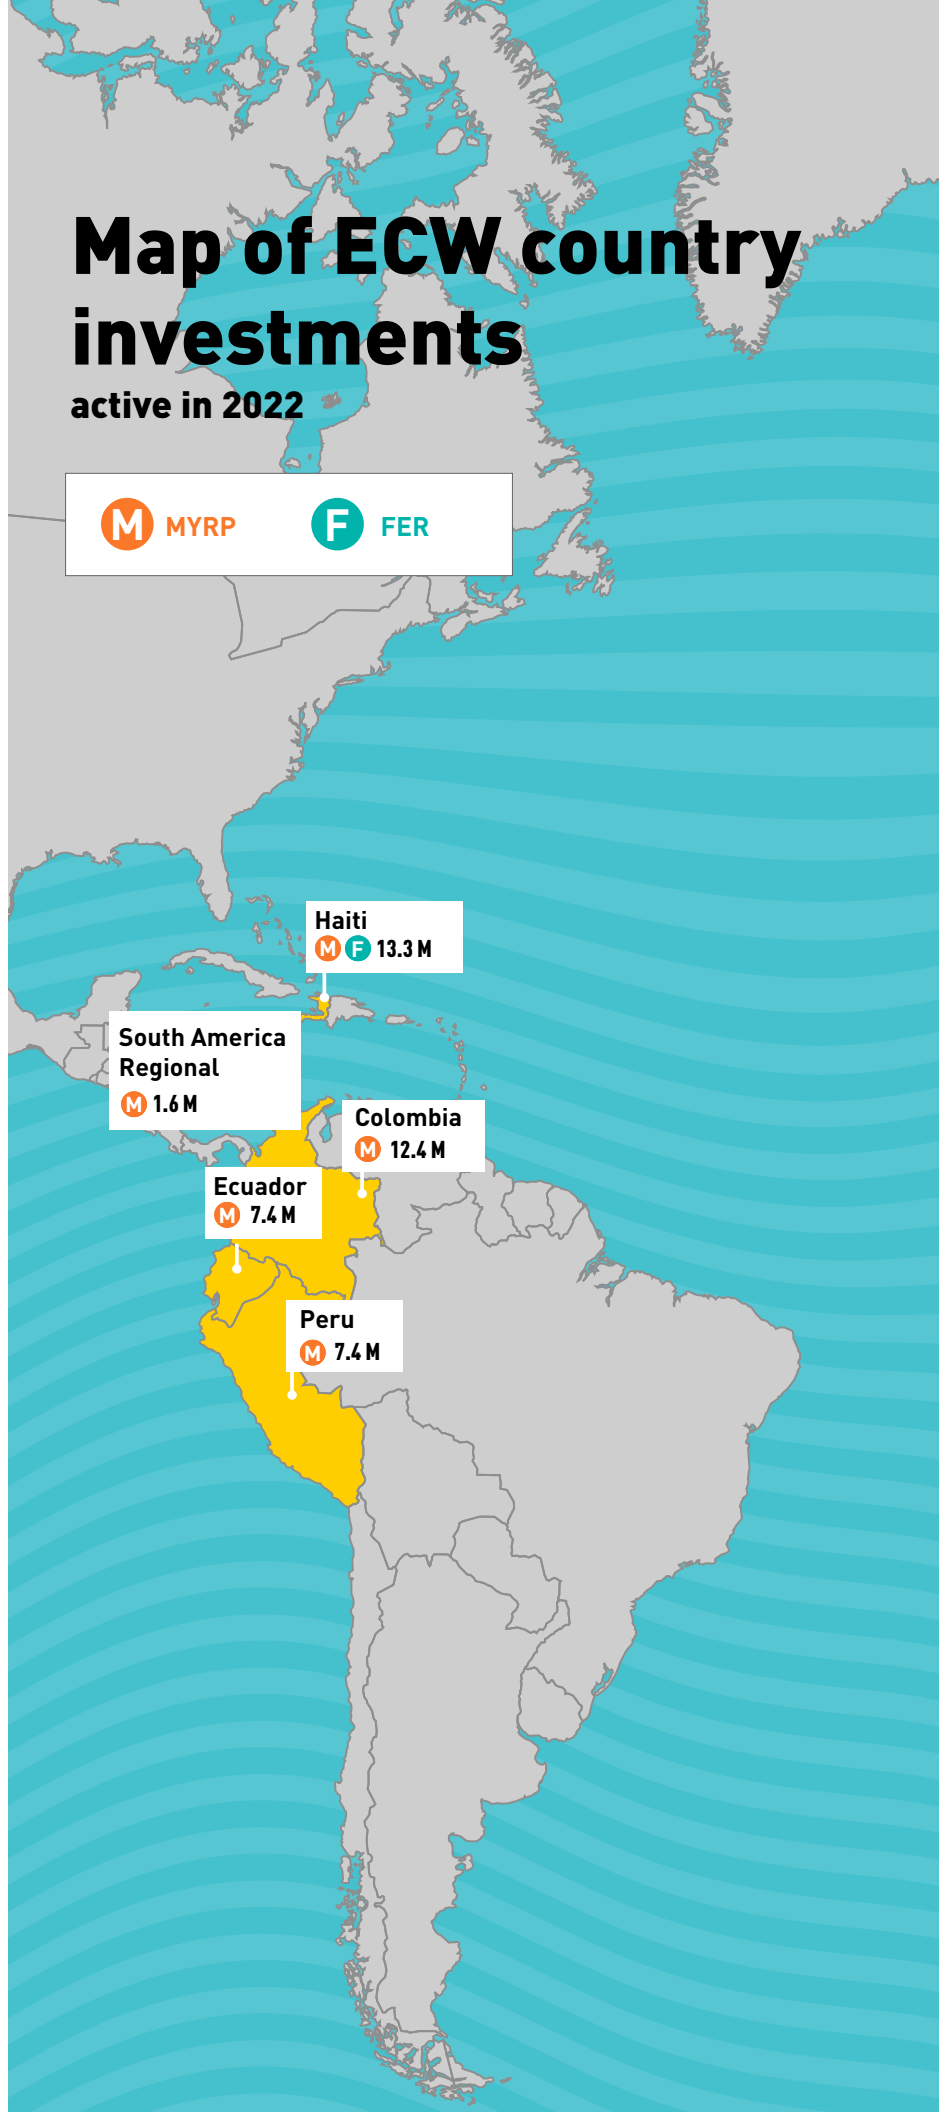 Map of ECW country
investments
active in 2022
M MYRP F FER
Haiti
M F 13.3 M
South America
Regional
M 1.6 M
Colombia
M 12.4 M
Ecuador
M 7.4 M
Peru
M 7.4 M